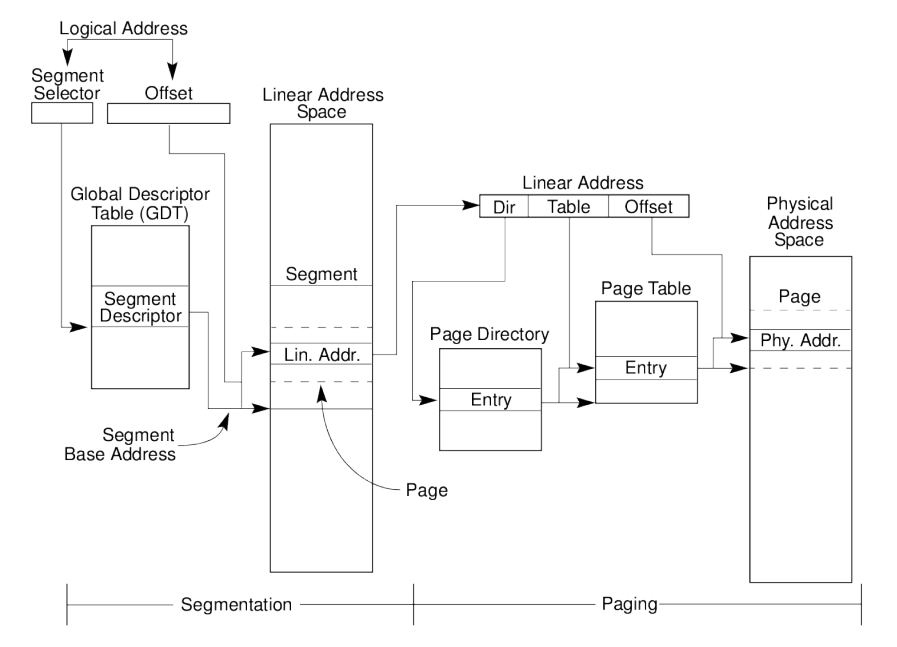 Logical Address
Segment
Selector
Offset
Linear Address
Space
Global Descriptor
Table (GDT)
Segment
Descriptor
Segment
Lin. Addr.
Segment
Base Address
Page
Linear Address
Dir
Table
Offset
Page Directory
Entry
Page Table
Entry
Physical
Address
Space
Page
Phy. Addr.
Segmentation
Paging